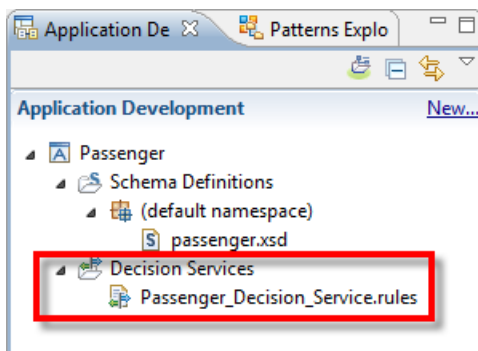 Application De
Patterns Explo
Application Development
New...
Passenger
Schema Definitions
(default namespace)
passenger.xsd
Decision Services
Passenger_Decision_Service.rules